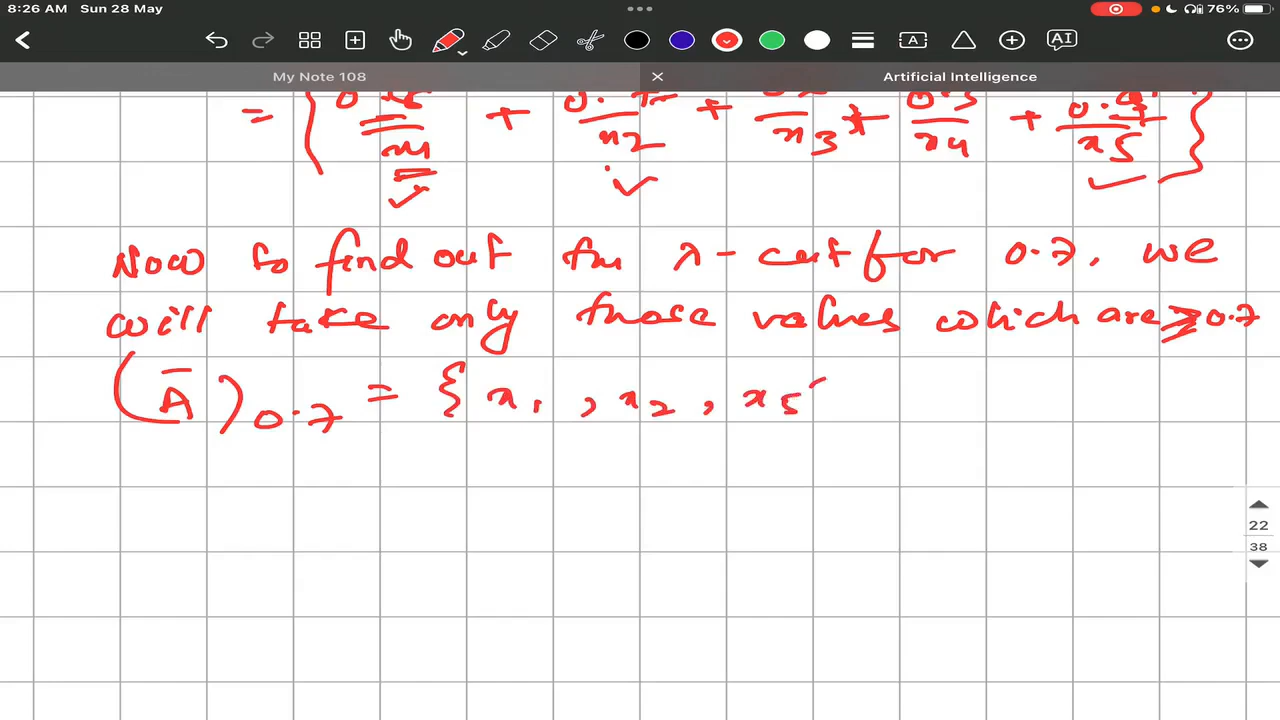 8:26 AM Sun 28 May 76%
My Note 108 Artificial Intelligence
x2 x3 x4 x5
Now to find out the λ-cut for 0.7, we
will take only those values which are ≥ 0.7
(Ā)0.7 = { x1, x2, x5
22
38